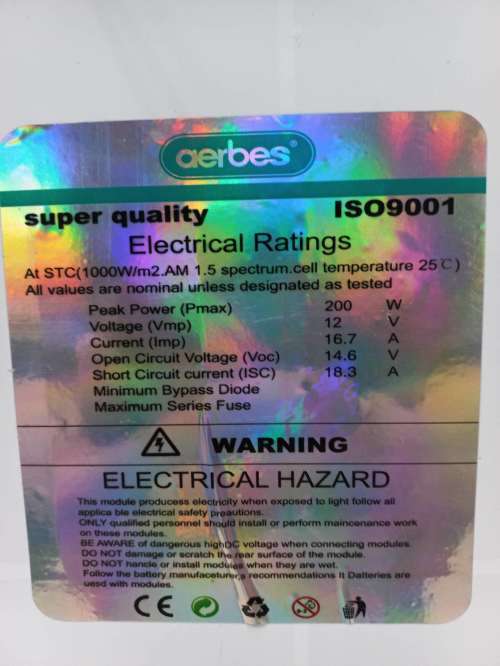 aerbes®
super quality ISO9001
Electrical Ratings
At STC(1000W/m2.AM 1.5 spectrum.cell temperature 25℃)
All values are nominal unless designated as tested
Peak Power (Pmax) 200 W
Voltage (Vmp) 12 V
Current (Imp) 16.7 A
Open Circuit Voltage (Voc) 14.6 V
Short Circuit current (ISC) 18.3 A
Minimum Bypass Diode
Maximum Series Fuse
WARNING
ELECTRICAL HAZARD
This module producess electricity when exposed to light follow all
applica ble electrical safety preautions.
ONLY qualified personnel should install or perform maincenance work
on these modules.
BE AWARE of dangerous high DC voltage when connecting modules.
DO NOT damage or scratch the rear surface of the module.
DO NOT handie or install modules when they are wet.
Follow the battery manufaceturer,s recommendations It Datteries are
uesd with modules.
CE